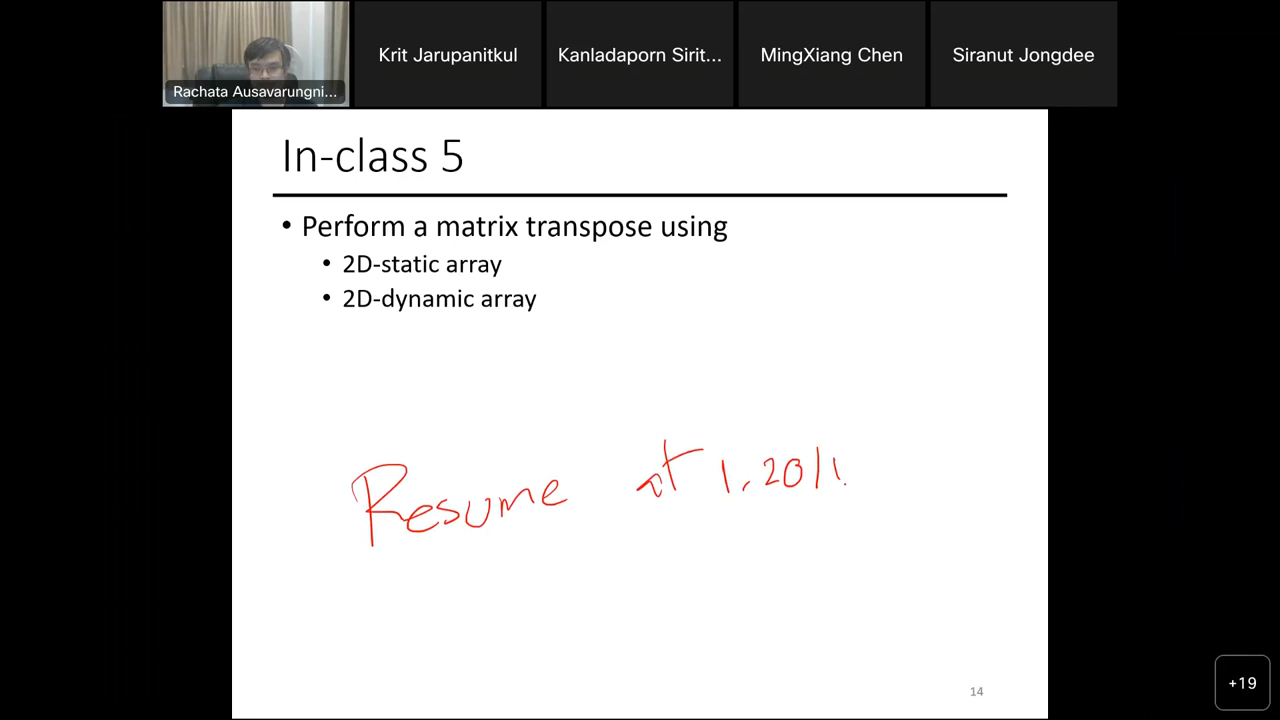 Rachata Ausavarungni...
Krit Jarupanitkul
Kanladaporn Sirit...
MingXiang Chen
Siranut Jongdee
In-class 5
• Perform a matrix transpose using
• 2D-static array
• 2D-dynamic array
Resume at 1.20
14
+19